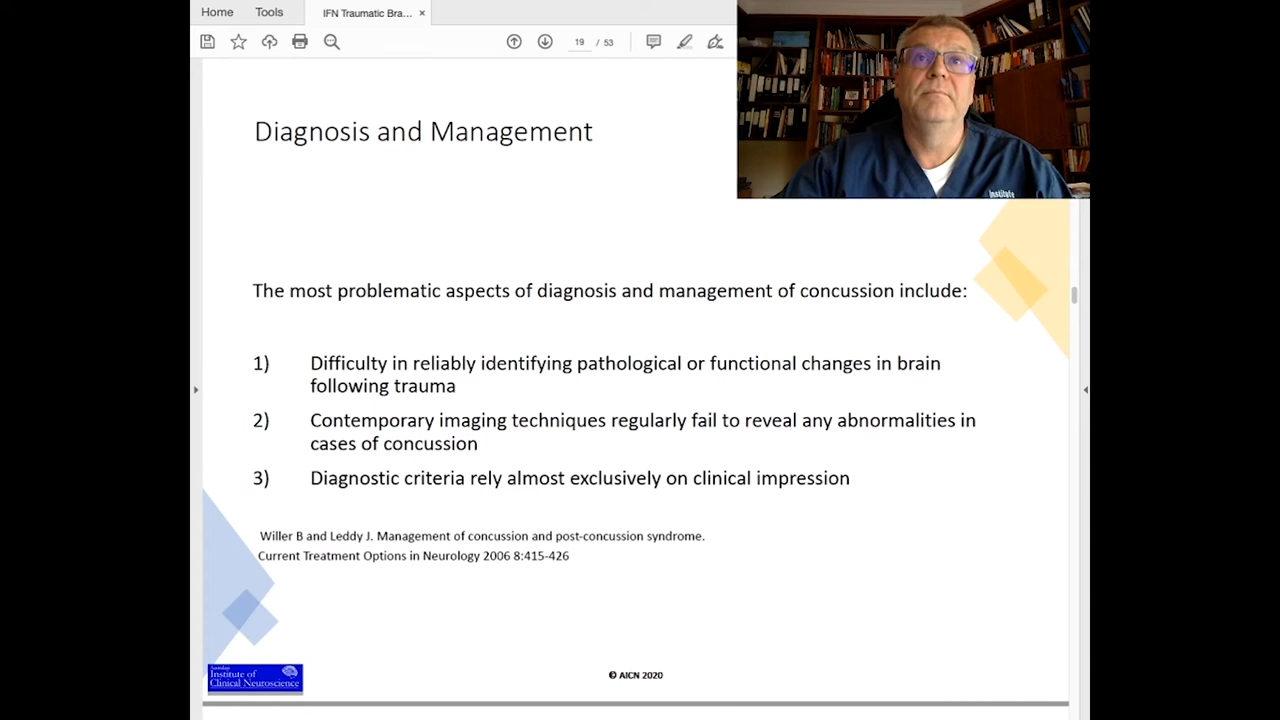 Home
Tools
IFN Traumatic Bra...
19 / 53
Institute
Diagnosis and Management
The most problematic aspects of diagnosis and management of concussion include:
1) Difficulty in reliably identifying pathological or functional changes in brain
following trauma
2) Contemporary imaging techniques regularly fail to reveal any abnormalities in
cases of concussion
3) Diagnostic criteria rely almost exclusively on clinical impression
Willer B and Leddy J. Management of concussion and post-concussion syndrome.
Current Treatment Options in Neurology 2006 8:415-426
Australian
Institute of
Clinical Neuroscience
© AICN 2020